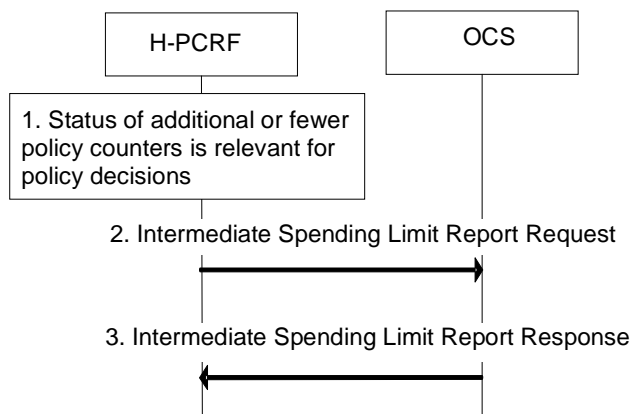 H-PCRF
OCS
1. Status of additional or fewer
policy counters is relevant for
policy decisions
2. Intermediate Spending Limit Report Request
3. Intermediate Spending Limit Report Response